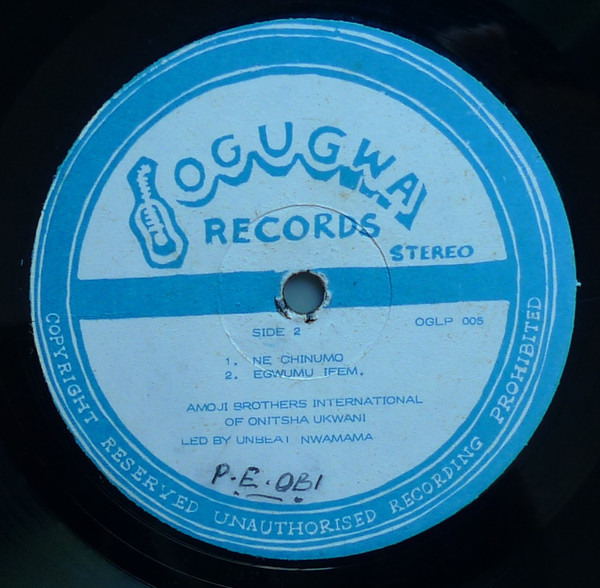 OGUGWA
RECORDS
STEREO
SIDE 2
OGLP 005
1. NE CHINUMO
2. EGWUMU IFEM.
AMOJI BROTHERS INTERNATIONAL
OF ONITSHA UKWANI
LED BY UNBEAT NWAMAMA
P.E.OBI
COPYRIGHT RESERVED UNAUTHORISED RECORDING PROHIBITED